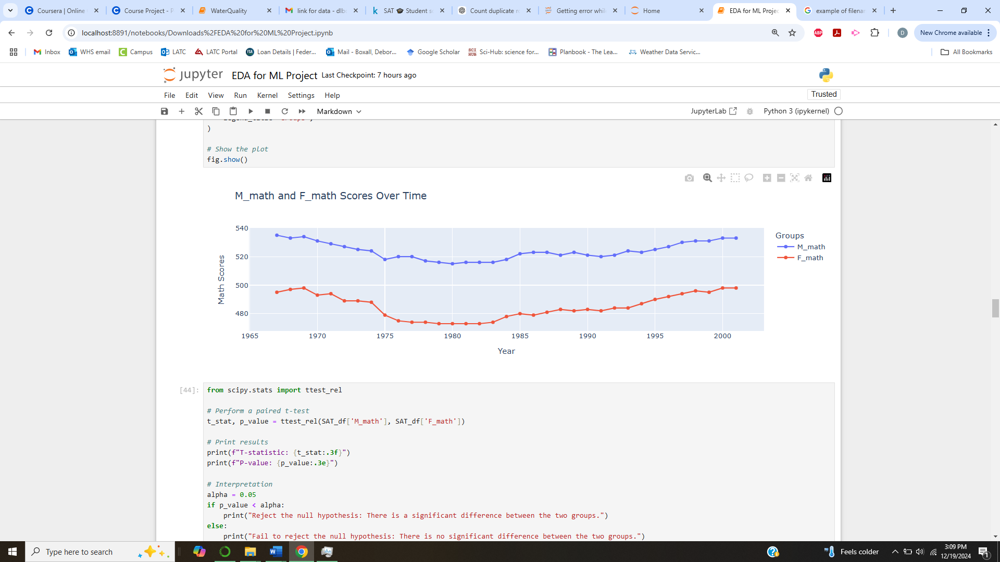 Coursera | Online
Course Project - P
WaterQuality
link for data - dlbo
SAT 🎓 Student s
Count duplicate r
Getting error whil
Home
EDA for ML Projec
example of filenar
localhost:8891/notebooks/Downloads%2FEDA%20for%20ML%20Project.ipynb
ABP
D
New Chrome available
Inbox
WHS email
Campus
LATC
LATC Portal
FSA
Loan Details | Feder...
Mail - Boxall, Debor...
Google Scholar
SCI HUB
Sci-Hub: science for...
Planbook - The Lea...
Weather Data Servic...
All Bookmarks
jupyter
EDA for ML Project
Last Checkpoint: 7 hours ago
File
Edit
View
Run
Kernel
Settings
Help
Trusted
Markdown
JupyterLab
Python 3 (ipykernel)
)
# Show the plot
fig.show()
M_math and F_math Scores Over Time
540
520
500
480
Math Scores
Groups
M_math
F_math
1965
1970
1975
1980
1985
1990
1995
2000
Year
[44]:
from scipy.stats import ttest_rel
# Perform a paired t-test
t_stat, p_value = ttest_rel(SAT_df['M_math'], SAT_df['F_math'])
# Print results
print(f"T-statistic: {t_stat:.3f}")
print(f"P-value: {p_value:.3e}")
# Interpretation
alpha = 0.05
if p_value < alpha:
    print("Reject the null hypothesis: There is a significant difference between the two groups.")
else:
    print("Fail to reject the null hypothesis: There is no significant difference between the two groups.")
Type here to search
Feels colder
3:09 PM
12/19/2024
1